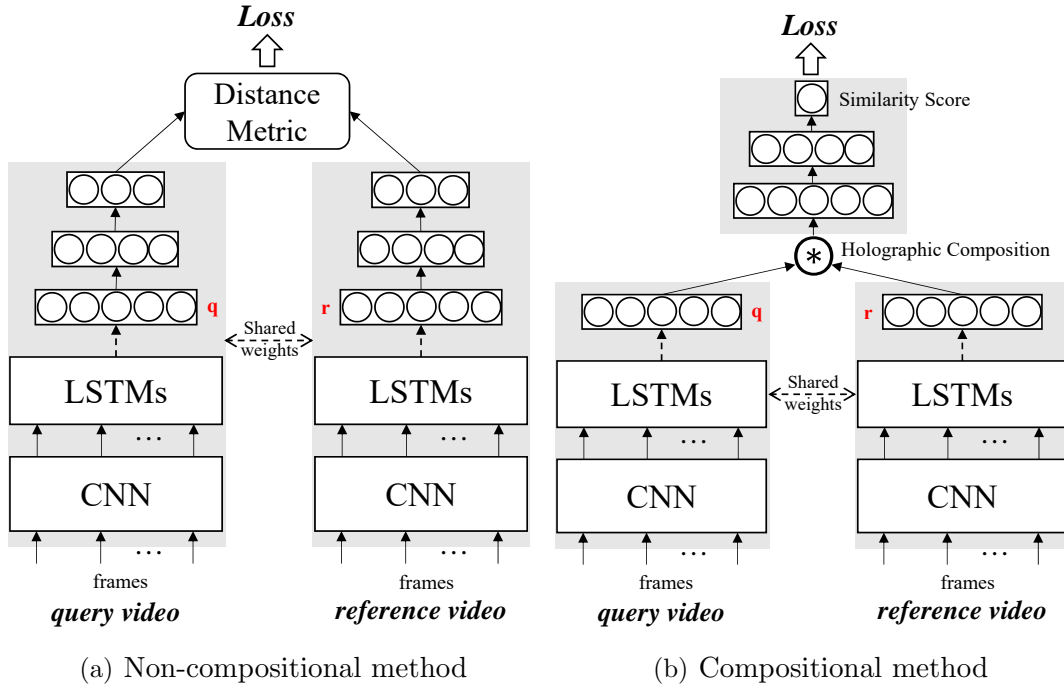 Loss
Distance
Metric
q
r
Shared
weights
LSTMs
LSTMs
...
...
CNN
CNN
...
...
frames
frames
query video
reference video
(a) Non-compositional method
Loss
Similarity Score
*
Holographic Composition
q
r
Shared
weights
LSTMs
LSTMs
...
...
CNN
CNN
...
...
frames
frames
query video
reference video
(b) Compositional method